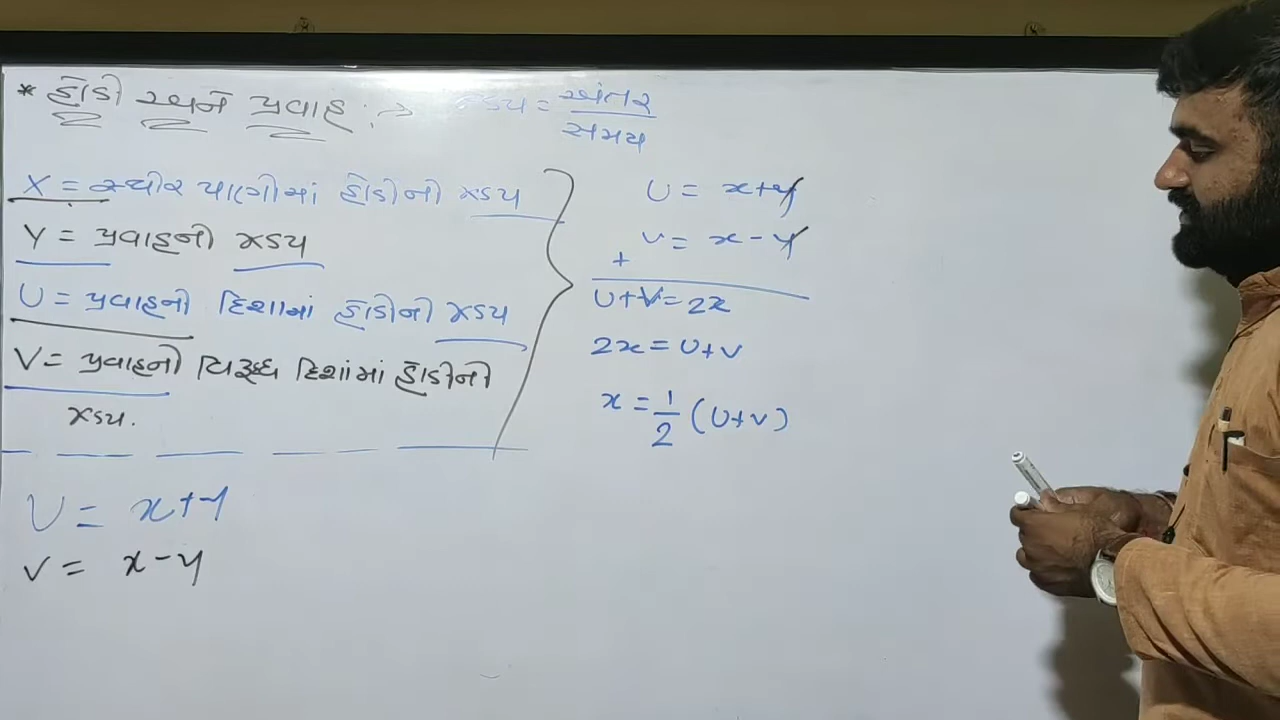 * હોડી અને પ્રવાહ :→
ઝડપ = અંતર / સમય
X = સ્થીર પાણીમાં હોડીની ઝડપ
Y = પ્રવાહની ઝડપ
U = પ્રવાહની દિશામાં હોડીની ઝડપ
V = પ્રવાહની વિરૂધ્ધ દિશામાં હોડીની
ઝડપ.
U = x+y
V = x-y
U = x+y
V = x-y
+
U+V=2x
2x=U+V
x = 1/2 (U+V)